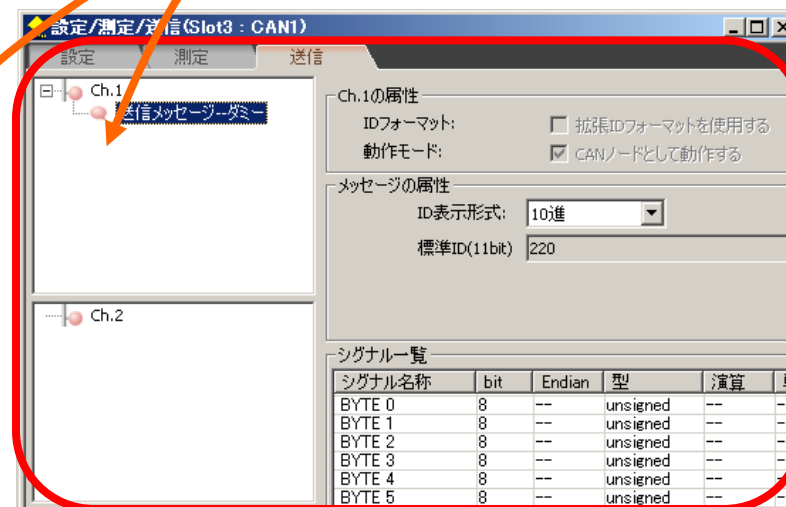 設定/測定/送信(Slot3 : CAN1)
設定 測定 送信
Ch.1
送信メッセージ--ダミー
Ch.2
Ch.1の属性
IDフォーマット: 拡張IDフォーマットを使用する
動作モード: CANノードとして動作する
メッセージの属性
ID表示形式: 10進
標準ID(11bit) 220
シグナル一覧
シグナル名称 bit Endian 型 演算
BYTE 0 8 -- unsigned --
BYTE 1 8 -- unsigned --
BYTE 2 8 -- unsigned --
BYTE 3 8 -- unsigned --
BYTE 4 8 -- unsigned --
BYTE 5 8 -- unsigned --